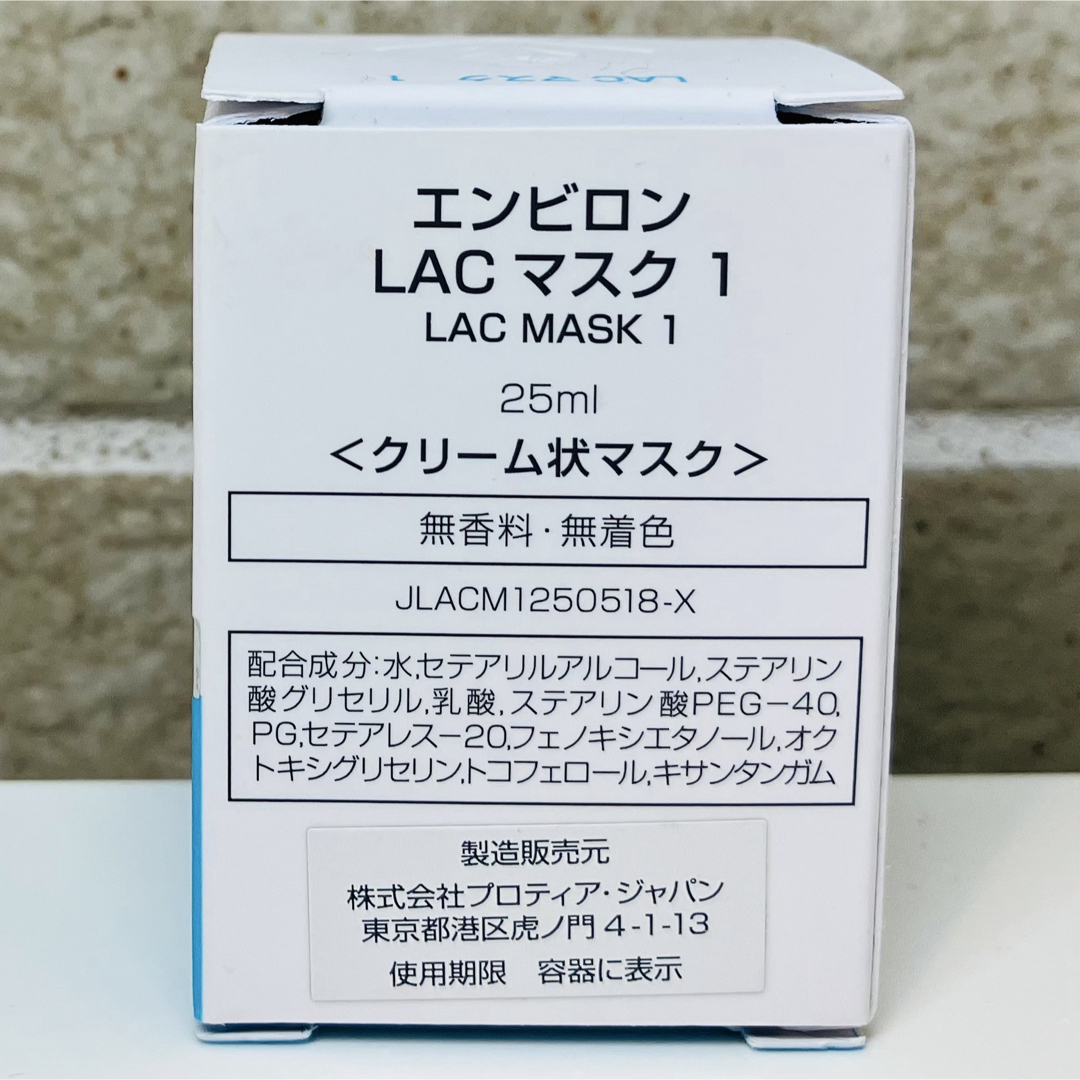 LAC マスク 1
エンビロン
LAC マスク 1
LAC MASK 1
25ml
＜クリーム状マスク＞
無香料・無着色
JLACM1250518-X
配合成分:水,セテアリルアルコール,ステアリン
酸グリセリル,乳酸,ステアリン酸PEG－40,
PG,セテアレス－20,フェノキシエタノール,オク
トキシグリセリン,トコフェロール,キサンタンガム
製造販売元
株式会社プロティア・ジャパン
東京都港区虎ノ門 4-1-13
使用期限　容器に表示